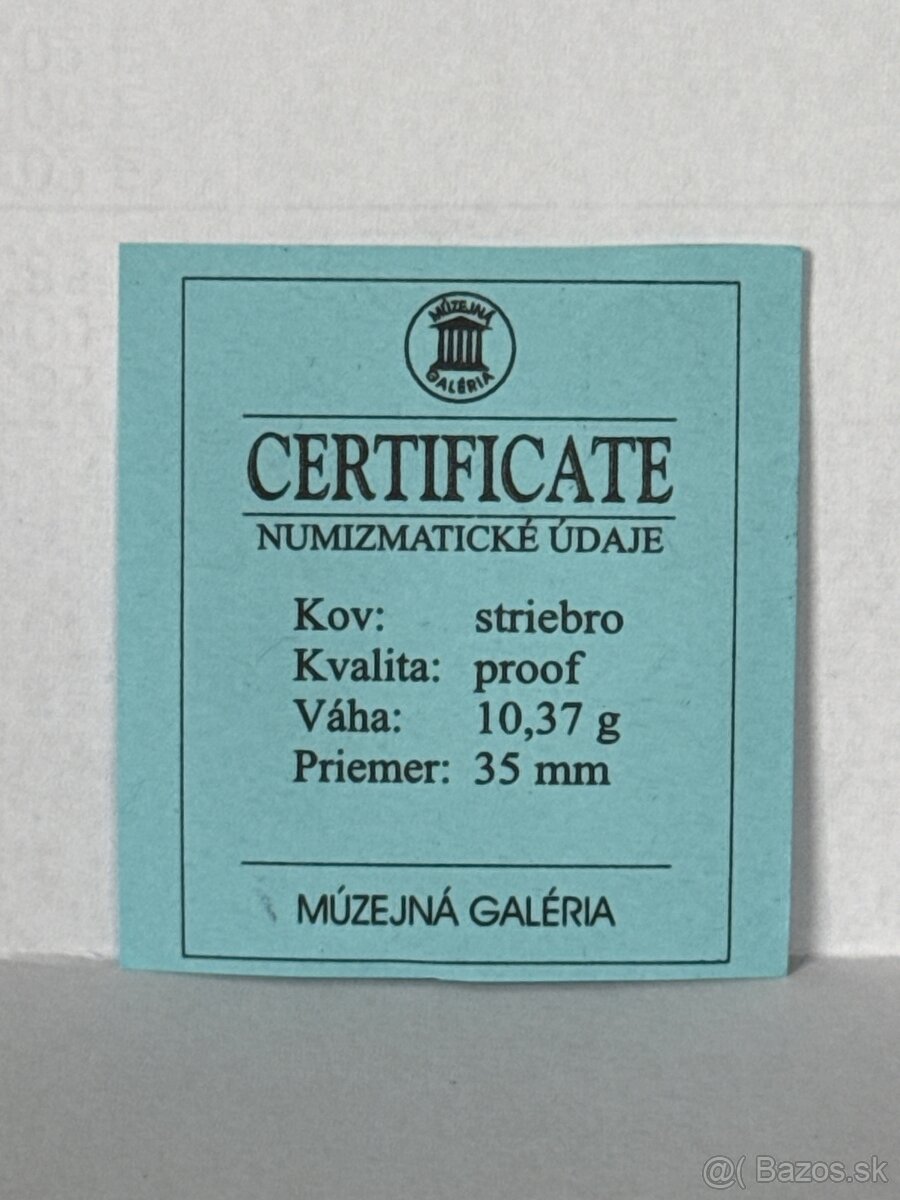 MÚZEJNÁ
GALÉRIA
CERTIFICATE
NUMIZMATICKÉ ÚDAJE
Kov: striebro
Kvalita: proof
Váha: 10,37 g
Priemer: 35 mm
MÚZEJNÁ GALÉRIA
@( Bazos.sk